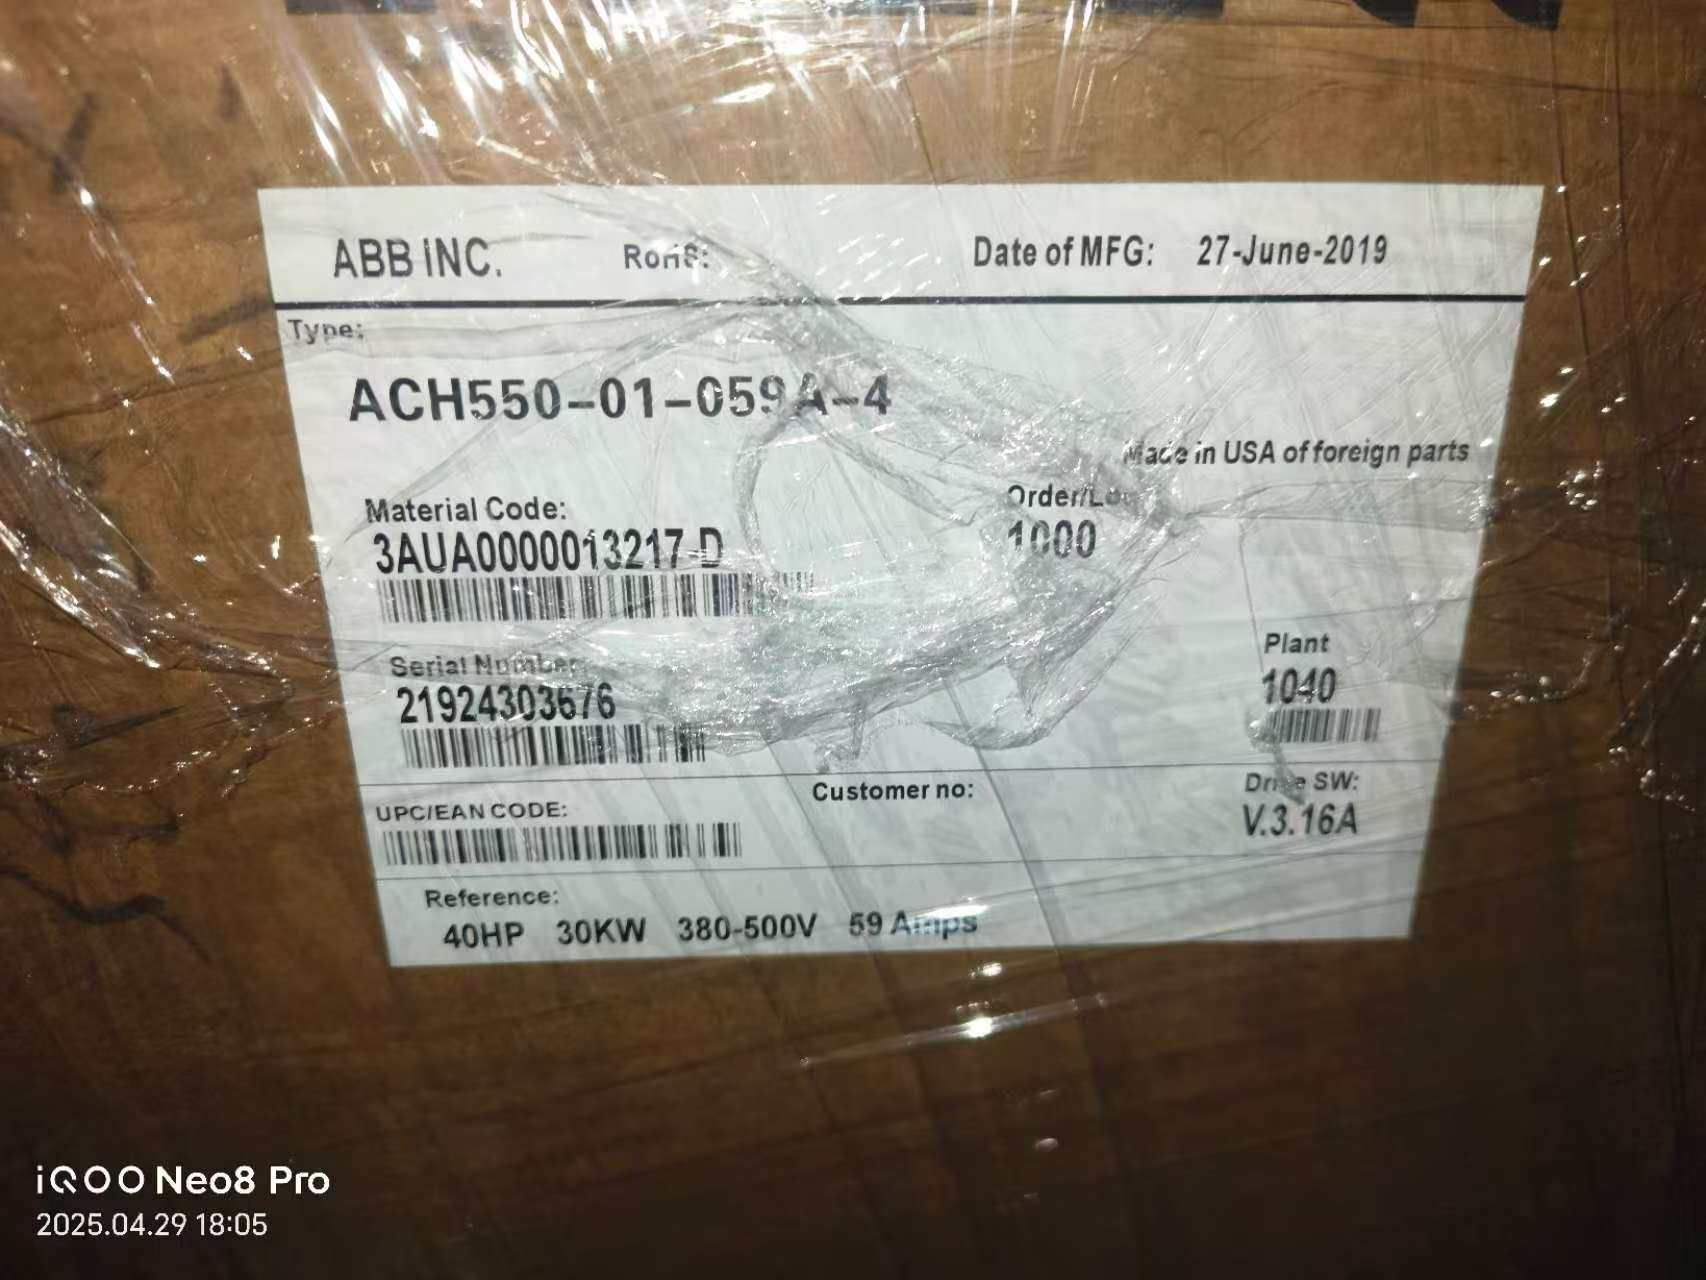 ABB INC. RoHS: Date of MFG: 27-June-2019
Type:
ACH550-01-059A-4
Made in USA of foreign parts
Material Code:
3AUA0000013217-D
1000
Serial Number
21924303676
Plant
1040
UPC/EAN CODE:
Customer no:
Drive SW:
V.3.16A
Reference:
40HP 30KW 380-500V 59 Amps
iQOO Neo8 Pro
2025.04.29 18:05